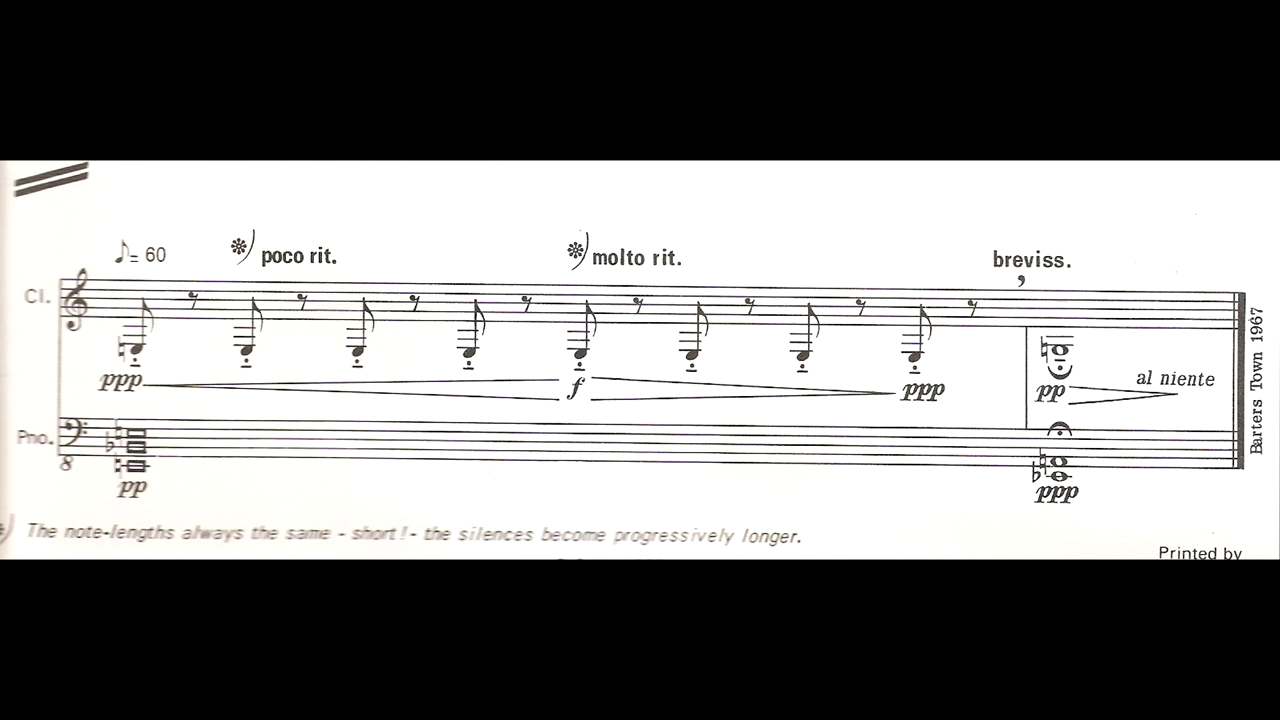 ♪= 60
*) poco rit.
*) molto rit.
breviss.
Cl.
ppp
f
ppp
pp
al niente
Pno.
8
pp
ppp
Barters Town 1967
*) The note-lengths always the same - short! - the silences become progressively longer.
Printed by